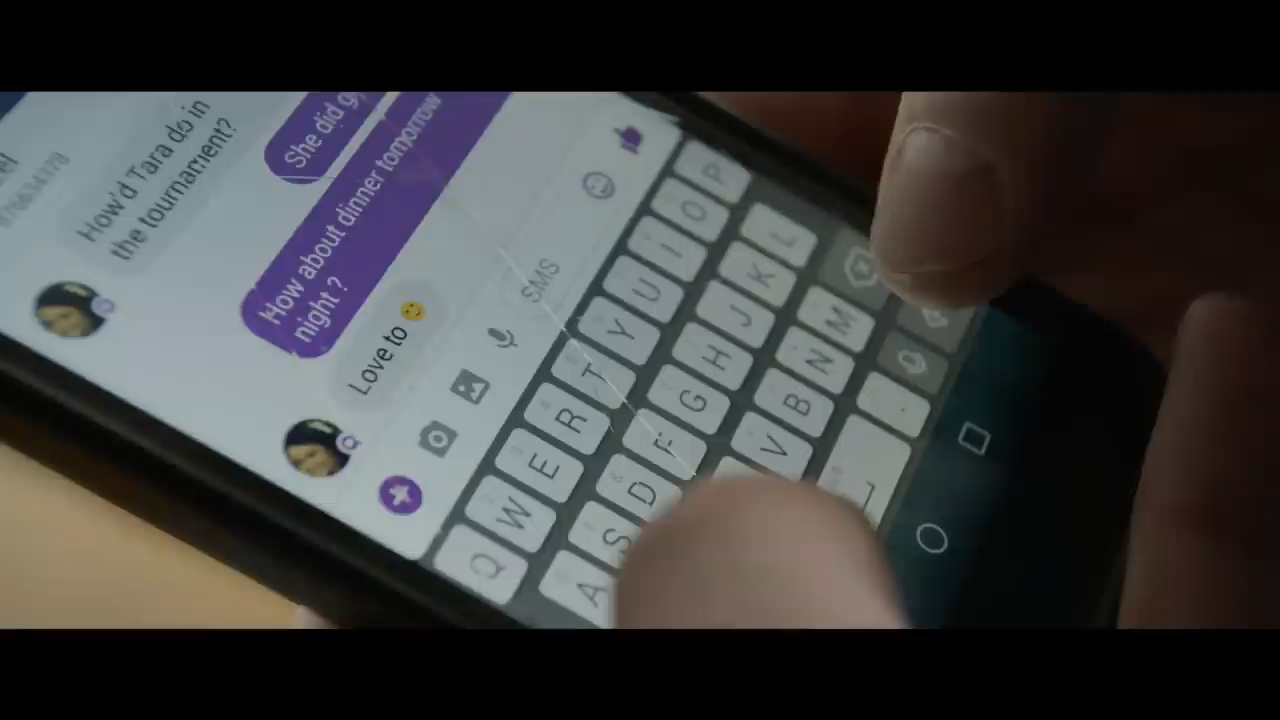 How'd Tara do in
the tournament?
She did g
How about dinner tomorrow
night ?
Love to 🙂
SMS
Q W E R T Y U I O P
A S D F G H J K L
V B N M